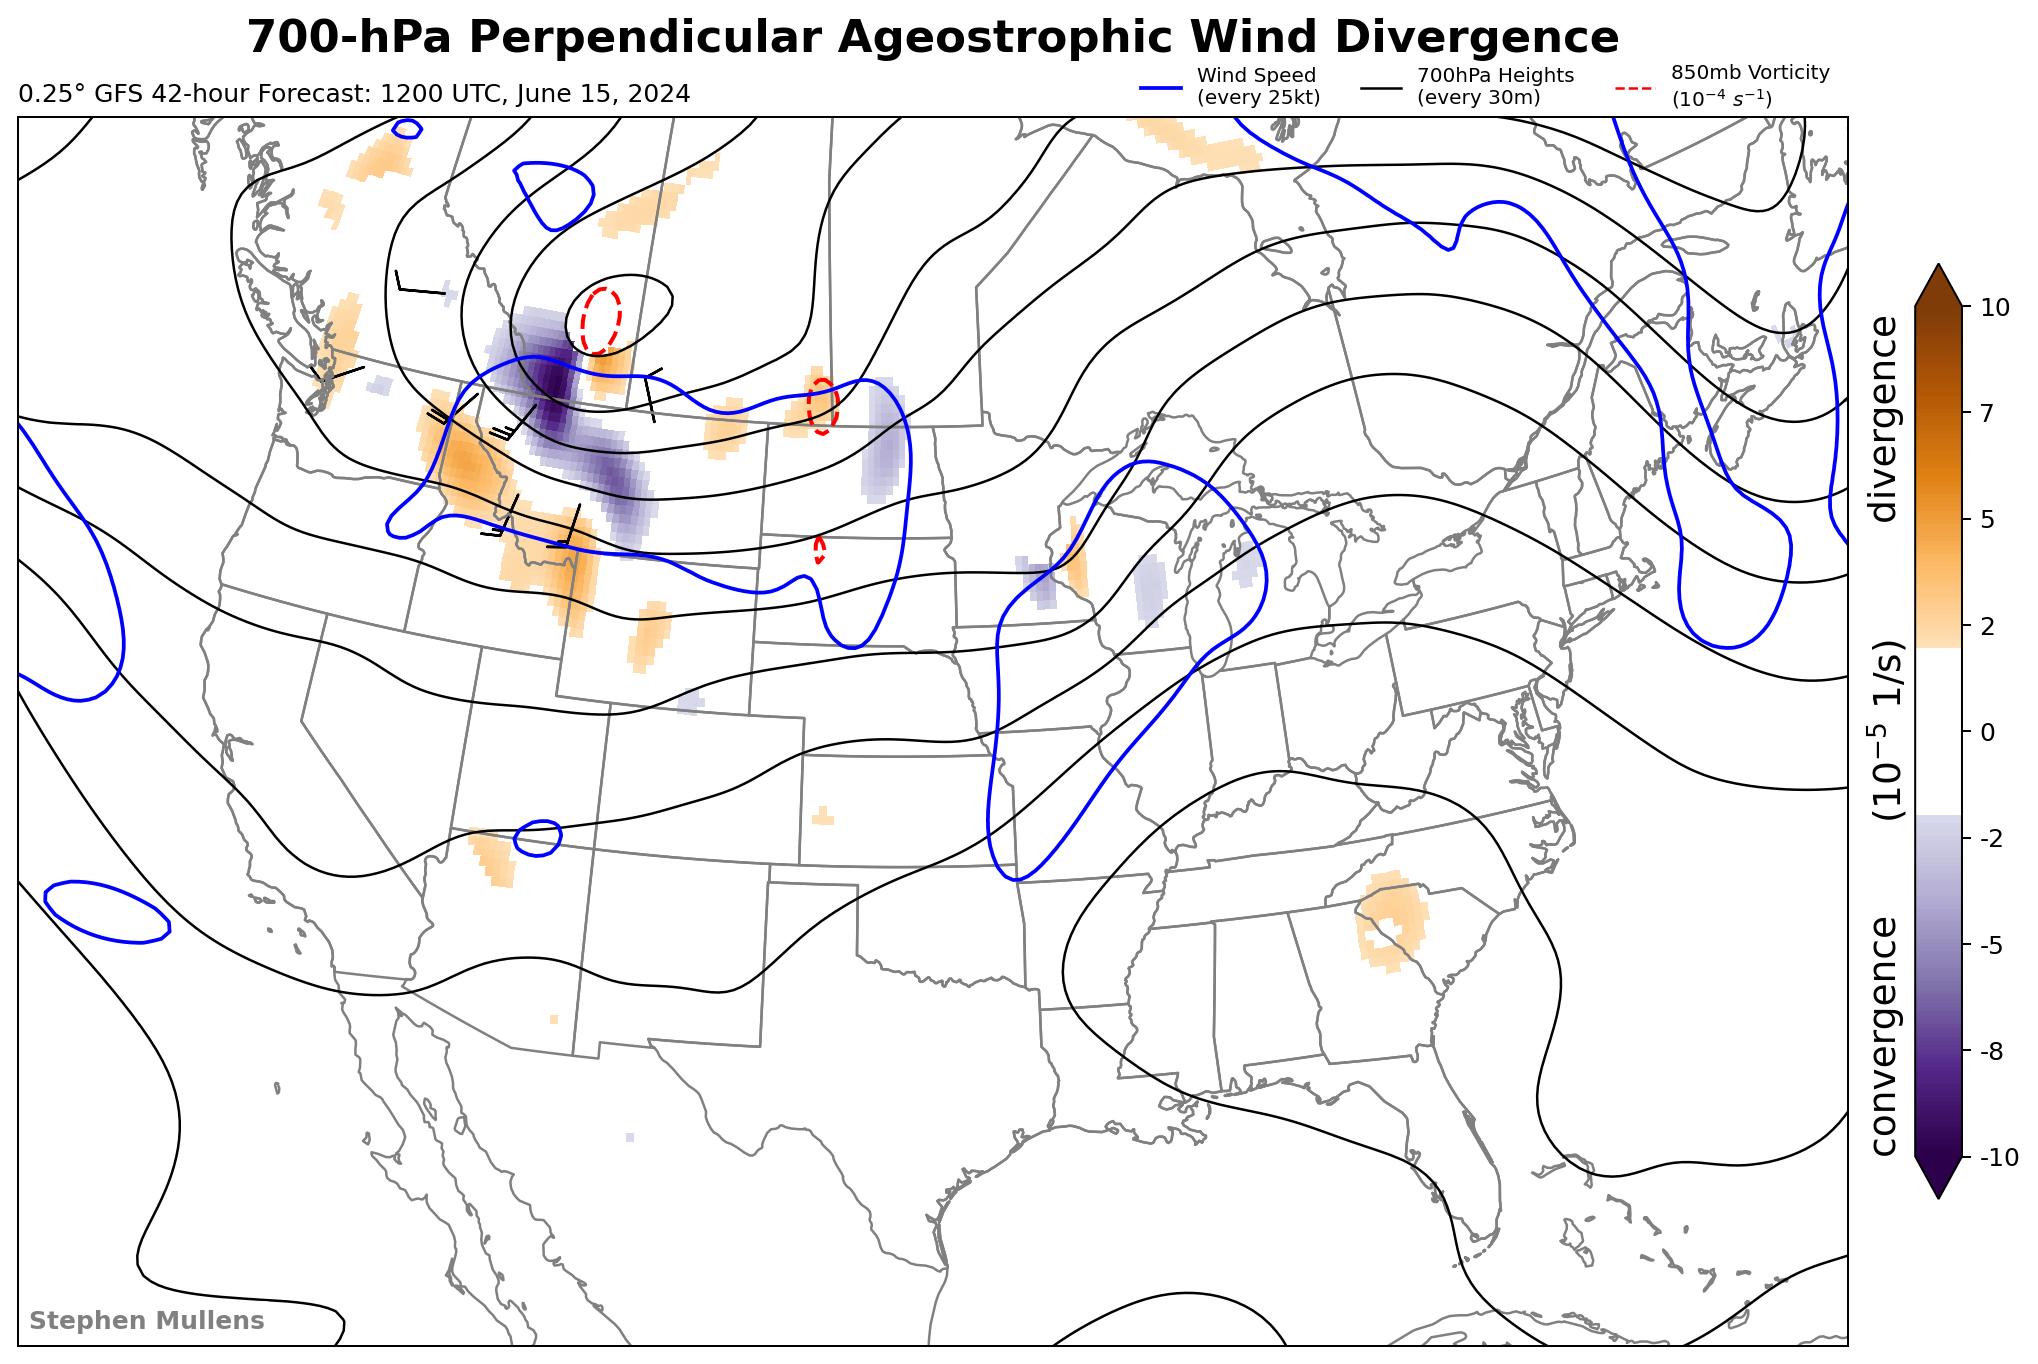 700-hPa Perpendicular Ageostrophic Wind Divergence
0.25° GFS 42-hour Forecast: 1200 UTC, June 15, 2024
Wind Speed
(every 25kt)
700hPa Heights
(every 30m)
850mb Vorticity
(10⁻⁴ s⁻¹)
10
7
5
2
0
-2
-5
-8
-10
convergence (10⁻⁵ 1/s) divergence
Stephen Mullens